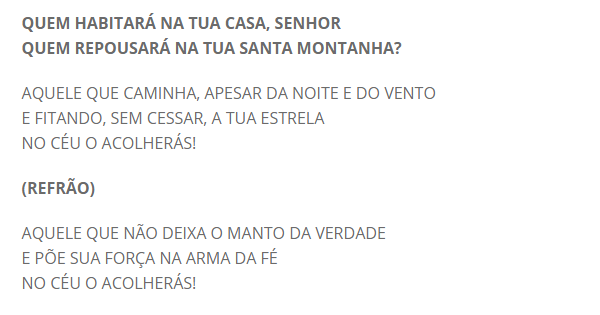 QUEM HABITARÁ NA TUA CASA, SENHOR
QUEM REPOUSARÁ NA TUA SANTA MONTANHA?
AQUELE QUE CAMINHA, APESAR DA NOITE E DO VENTO
E FITANDO, SEM CESSAR, A TUA ESTRELA
NO CÉU O ACOLHERÁS!
(REFRÃO)
AQUELE QUE NÃO DEIXA O MANTO DA VERDADE
E PÕE SUA FORÇA NA ARMA DA FÉ
NO CÉU O ACOLHERÁS!